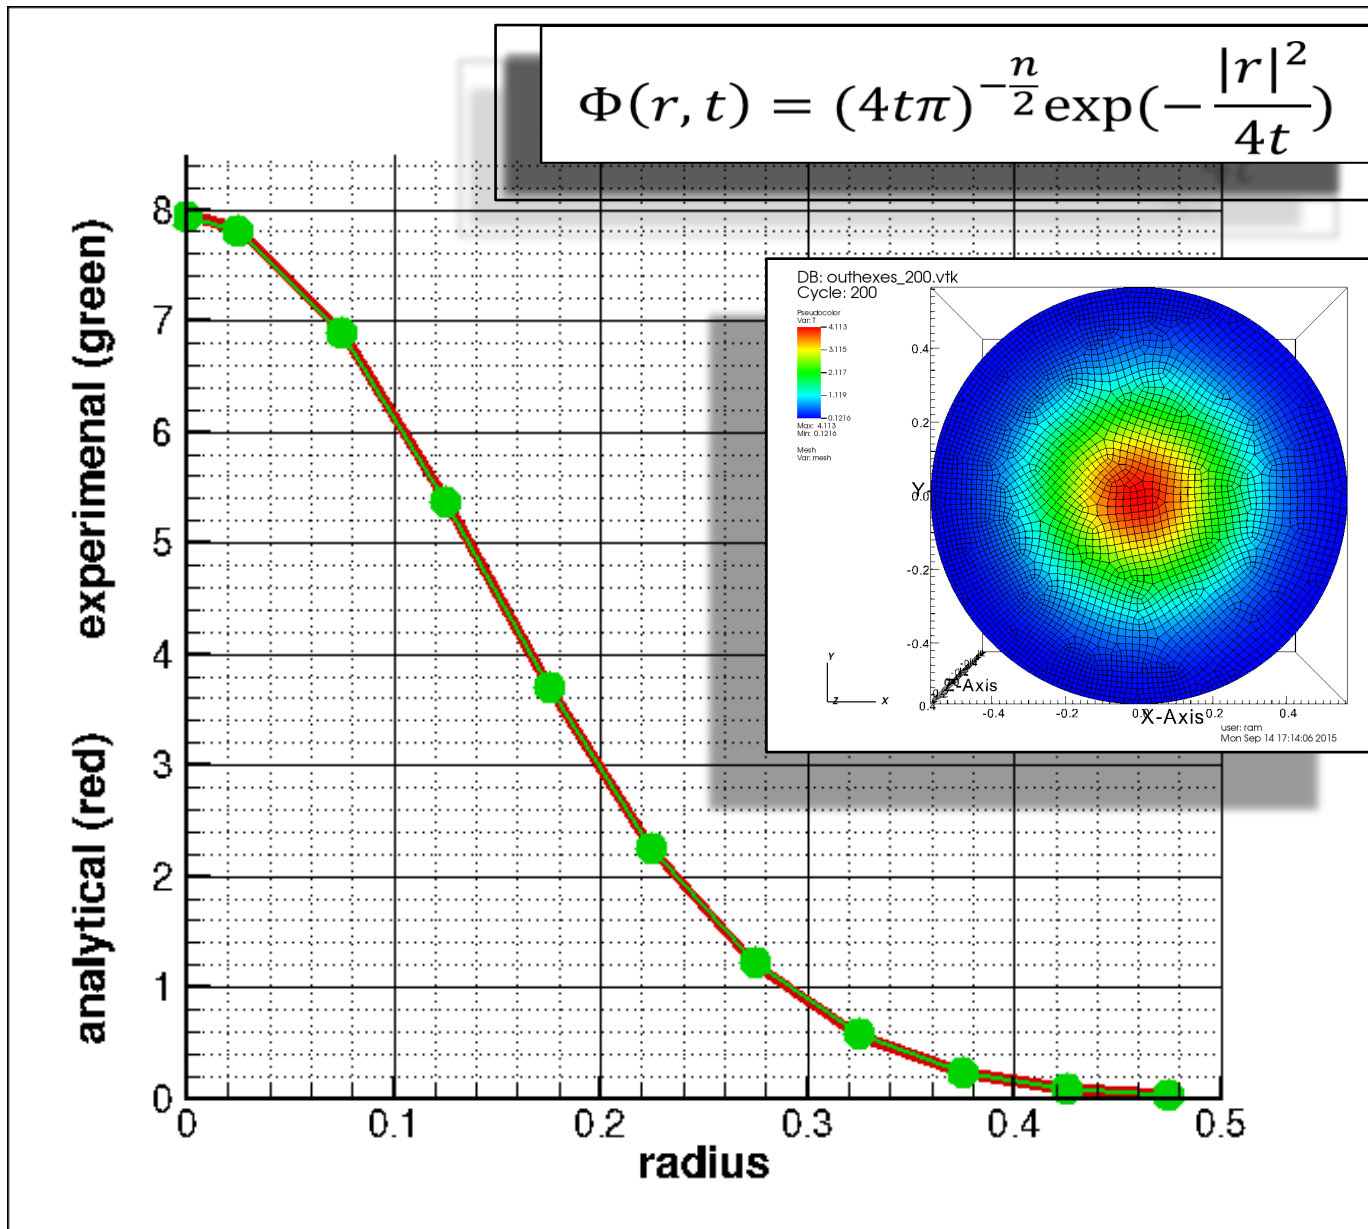 Φ(r, t) = (4tπ)^{-n/2} exp(-|r|²/4t)
experimenal (green)
analytical (red)
8
7
6
5
4
3
2
1
0
0 0.1 0.2 0.3 0.4 0.5
radius
DB: outhexes_200.vtk
Cycle: 200
Pseudocolor
Var: T
4.113
3.115
2.117
1.119
0.1216
Max: 4.113
Min: 0.1216
Mesh
Var: mesh
0.4
0.2
Y
0.0
-0.2
-0.4
Y
Z X
Z-Axis
-0.4 -0.2 0.0 0.2 0.4
X-Axis
user: ram
Mon Sep 14 17:14:06 2015